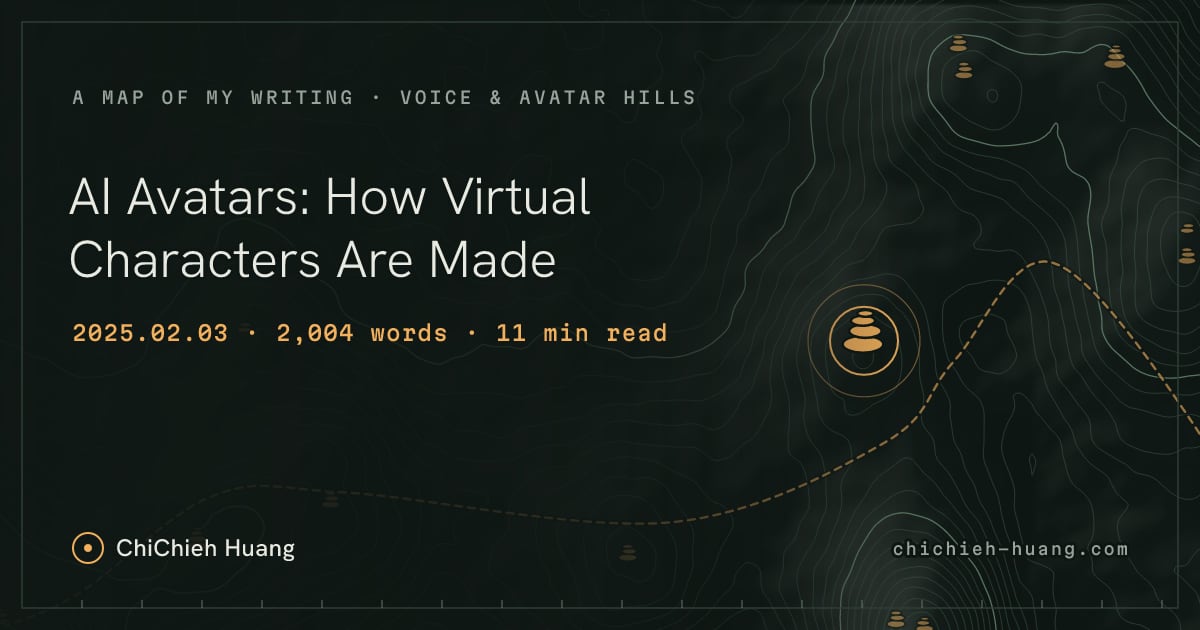 A MAP OF MY WRITING · VOICE & AVATAR HILLS
AI Avatars: How Virtual
Characters Are Made
2025.02.03 · 2,004 words · 11 min read
ChiChieh Huang
chichieh-huang.com